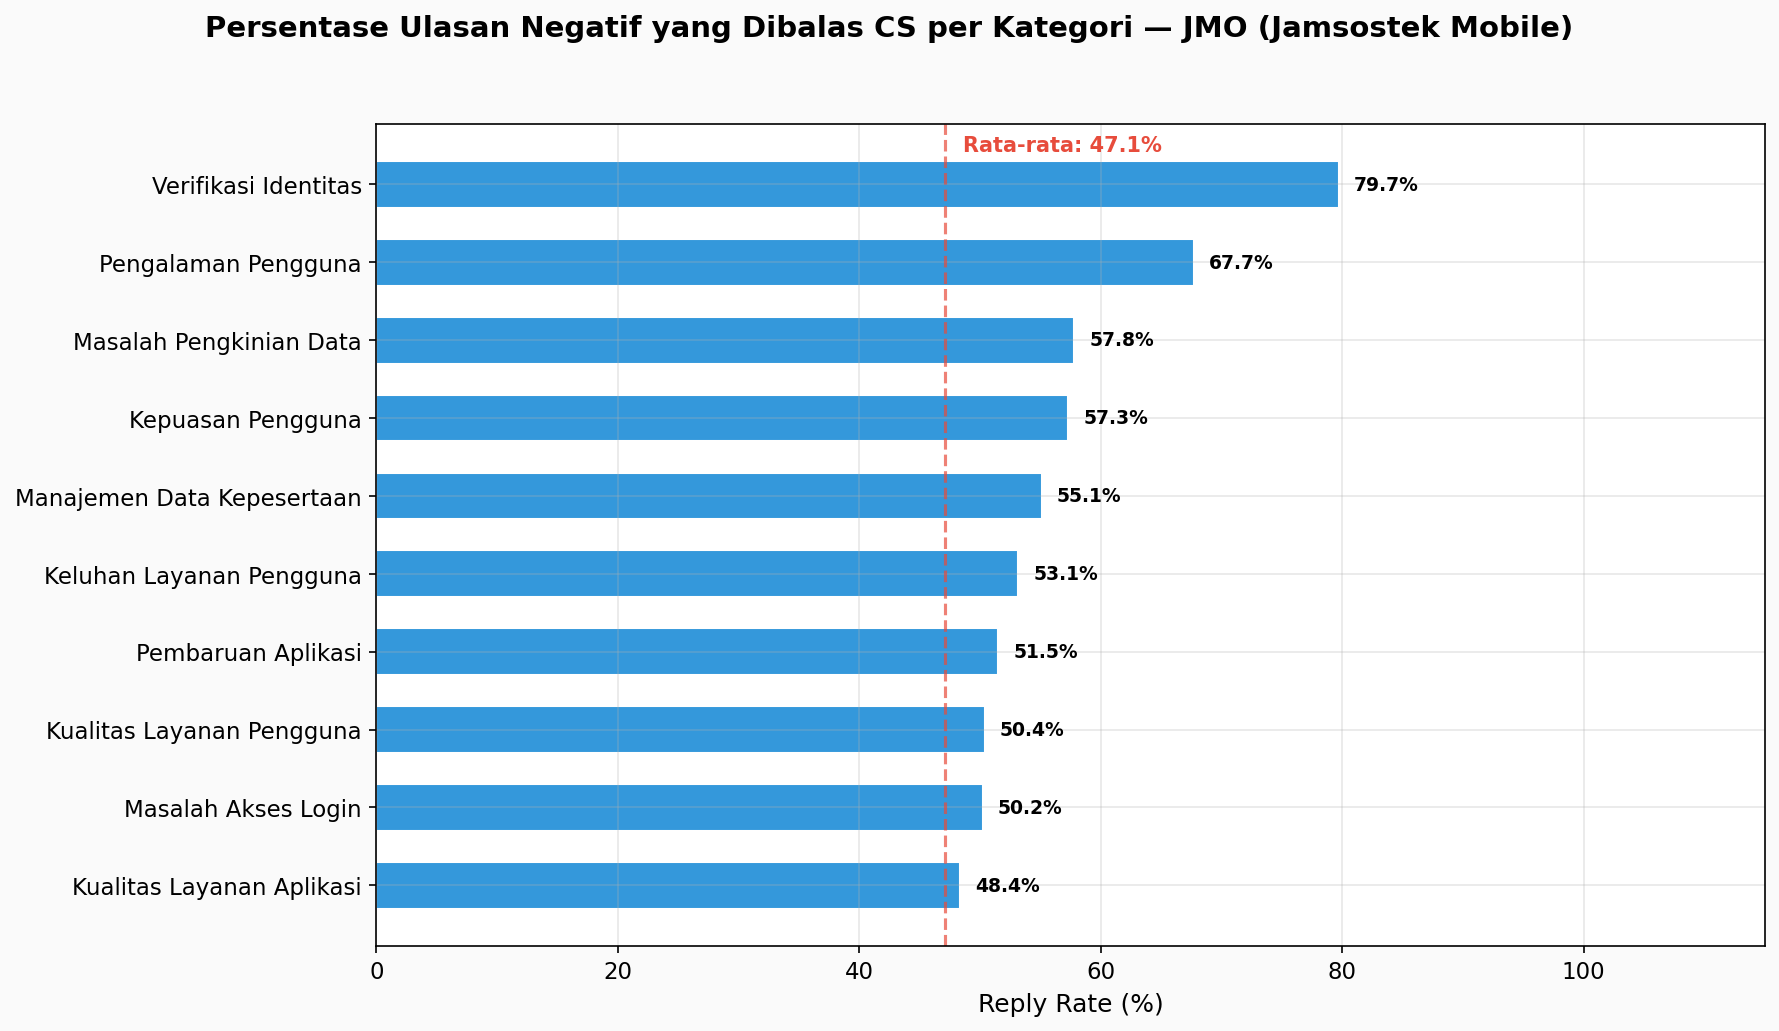 Persentase Ulasan Negatif yang Dibalas CS per Kategori — JMO (Jamsostek Mobile)
Rata-rata: 47.1%
Verifikasi Identitas 79.7%
Pengalaman Pengguna 67.7%
Masalah Pengkinian Data 57.8%
Kepuasan Pengguna 57.3%
Manajemen Data Kepesertaan 55.1%
Keluhan Layanan Pengguna 53.1%
Pembaruan Aplikasi 51.5%
Kualitas Layanan Pengguna 50.4%
Masalah Akses Login 50.2%
Kualitas Layanan Aplikasi 48.4%
0 20 40 60 80 100
Reply Rate (%)